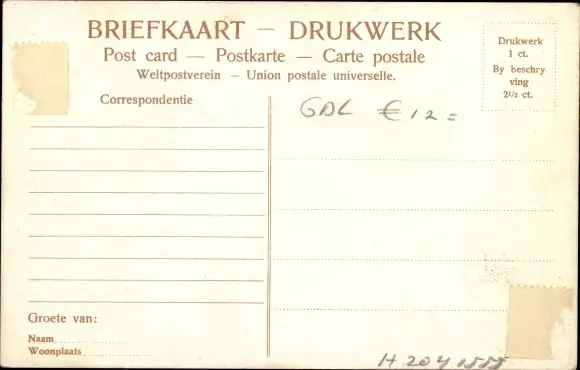 BRIEFKAART — DRUKWERK
Post card — Postkarte — Carte postale
Weltpostverein — Union postale universelle.
Drukwerk
1 ct.
By beschry
ving
2½ ct.
Correspondentie
GDL € 12 =
Groete van:
Naam
Woonplaats
H 204